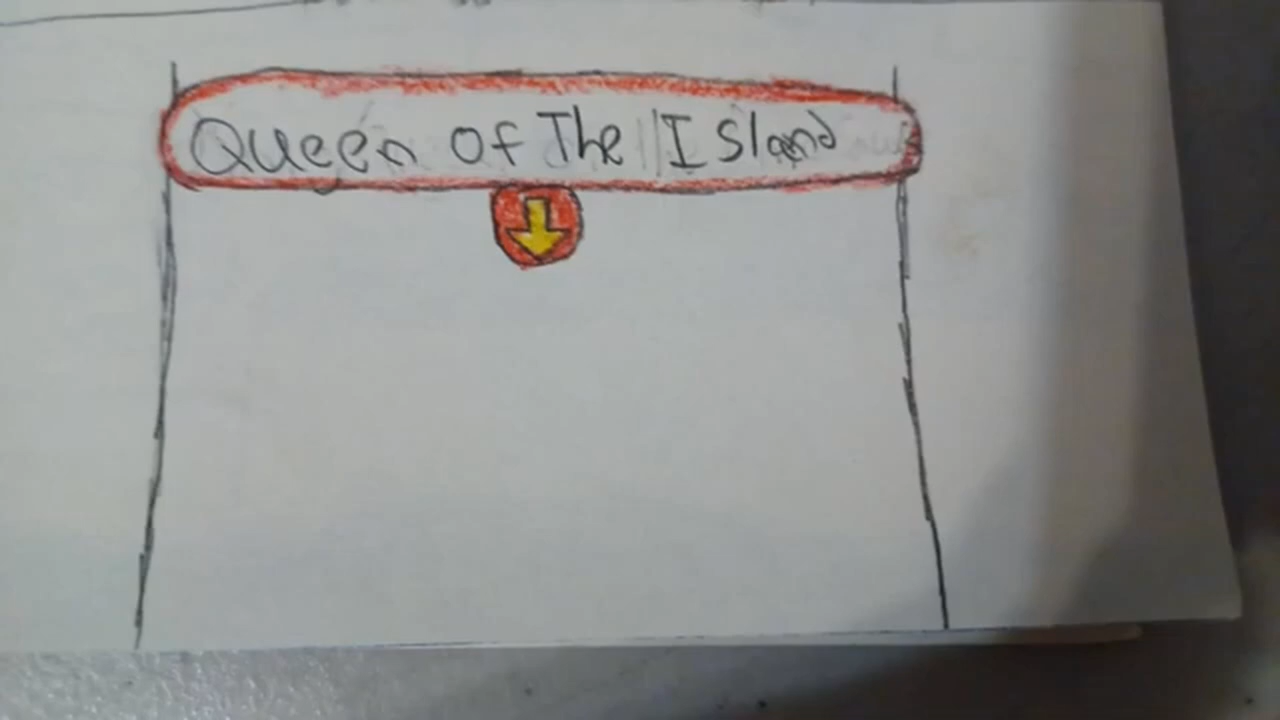 Queen Of The ISland